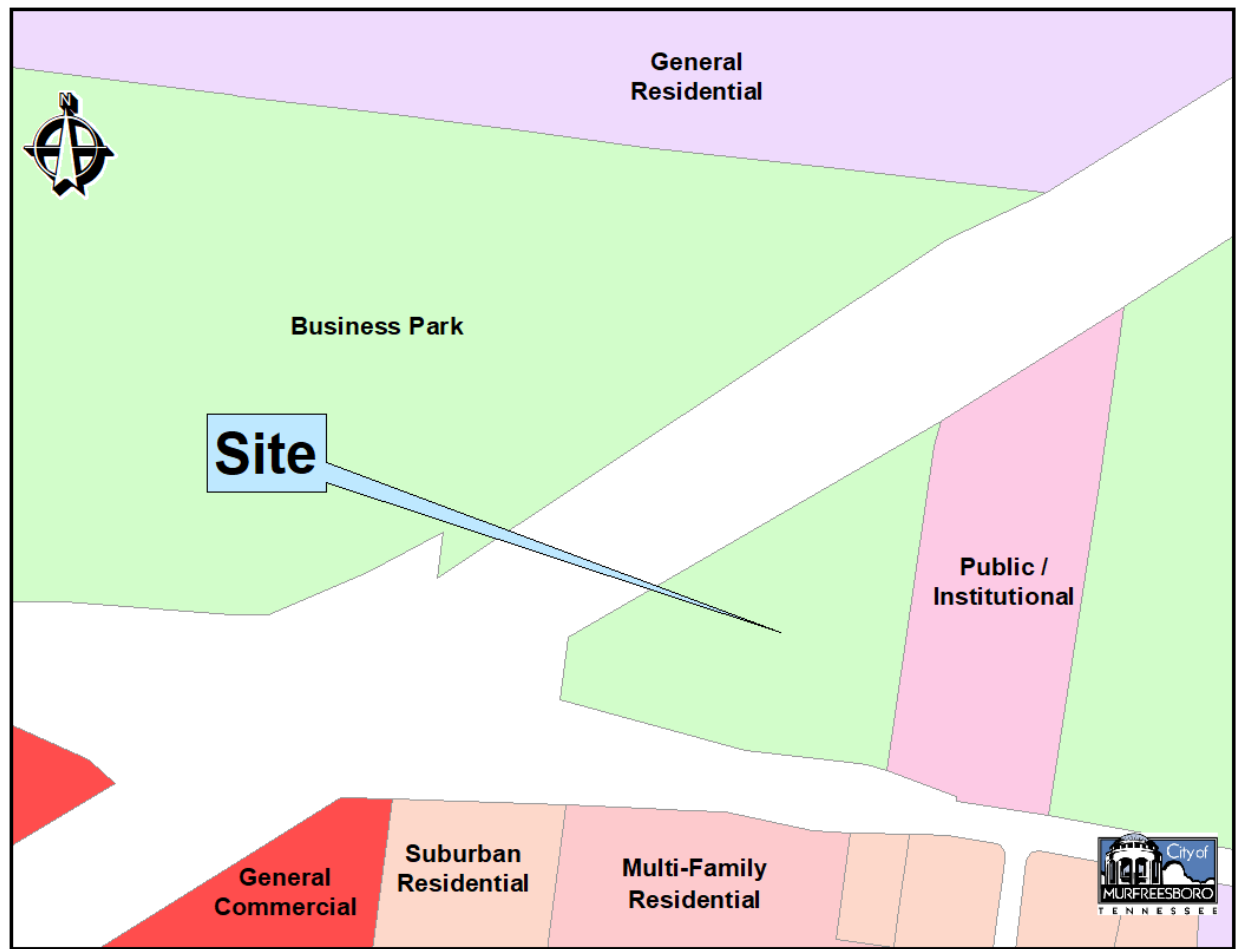 General
Residential
N
Business Park
Site
Public /
Institutional
Suburban
Residential
Multi-Family
Residential
General
Commercial
City of
MURFREESBORO
TENNESSEE